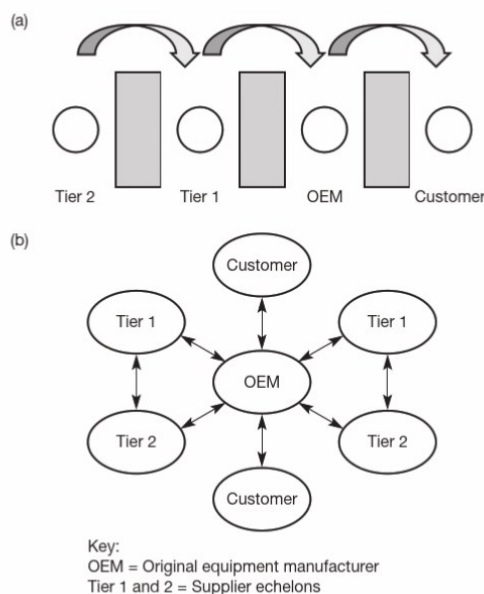 (a)
Tier 2 Tier 1 OEM Customer
(b)
Customer
Tier 1 Tier 1
OEM
Tier 2 Tier 2
Customer
Key:
OEM = Original equipment manufacturer
Tier 1 and 2 = Supplier echelons